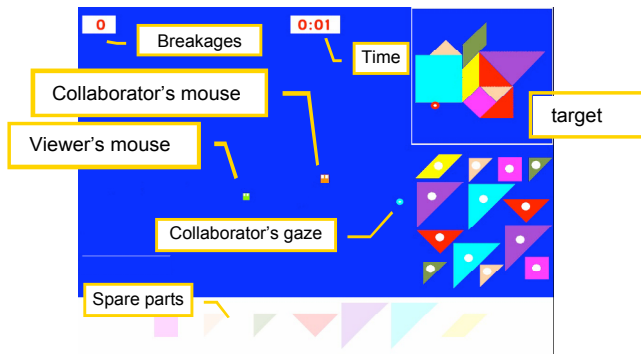 0
0:01
Breakages
Time
Collaborator's mouse
target
Viewer's mouse
Collaborator's gaze
Spare parts